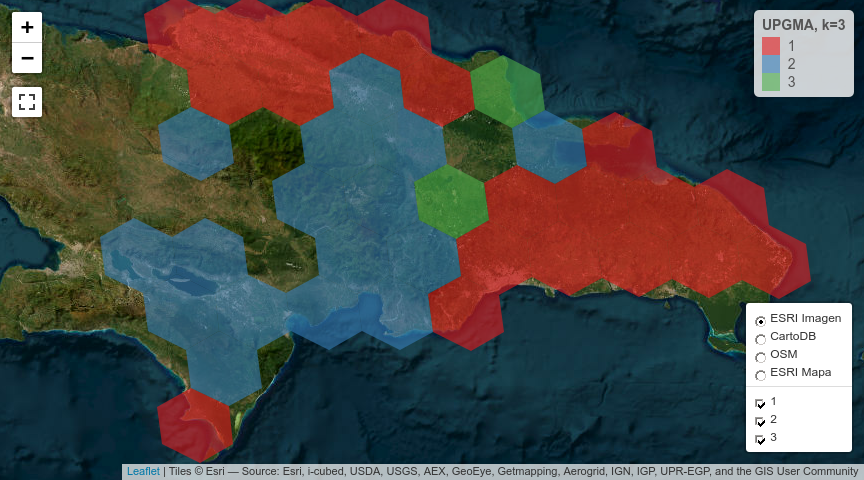 +
−
UPGMA, k=3
1
2
3
ESRI Imagen
CartoDB
OSM
ESRI Mapa
1
2
3
Leaflet | Tiles © Esri — Source: Esri, i-cubed, USDA, USGS, AEX, GeoEye, Getmapping, Aerogrid, IGN, IGP, UPR-EGP, and the GIS User Community